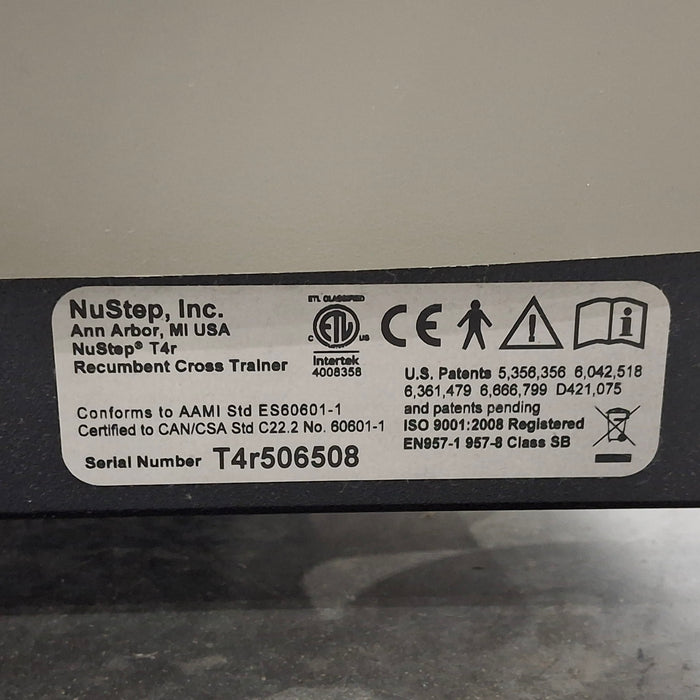 NuStep, Inc.
Ann Arbor, MI USA
NuStep® T4r
Recumbent Cross Trainer
Conforms to AAMI Std ES60601-1
Certified to CAN/CSA Std C22.2 No. 60601-1
Serial Number T4r506508
ETL CLASSIFIED
C ETL US
Intertek
4008358
CE
i
U.S. Patents 5,356,356 6,042,518
6,361,479 6,666,799 D421,075
and patents pending
ISO 9001:2008 Registered
EN957-1 957-8 Class SB